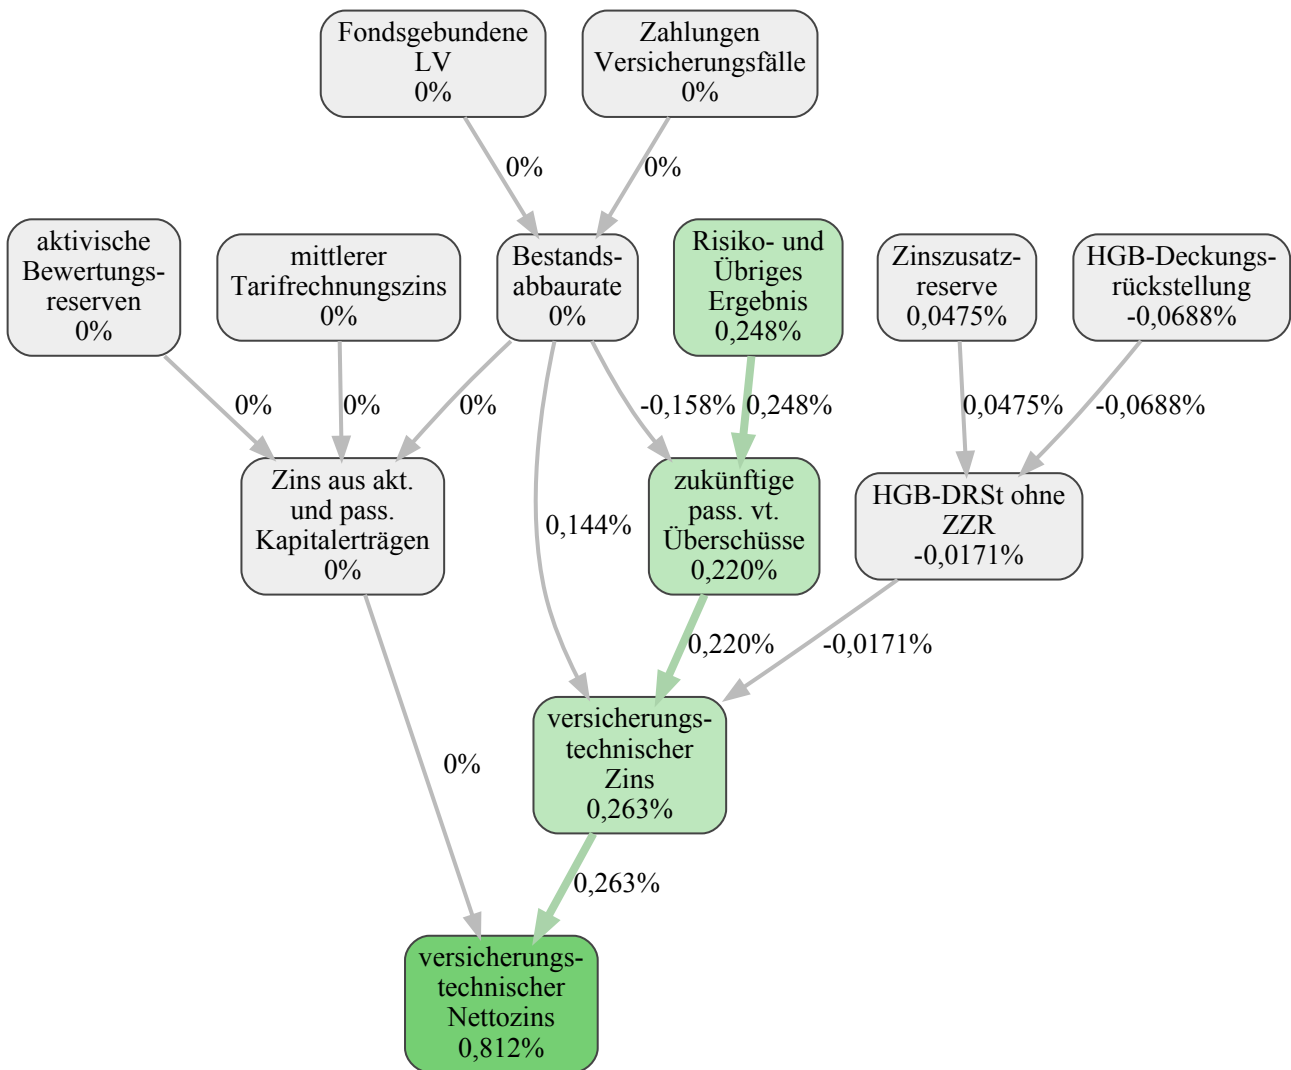 Fondsgebundene
LV
0%
Zahlungen
Versicherungsfälle
0%
0%
0%
aktivische
Bewertungs-
reserven
0%
mittlerer
Tarifrechnungszins
0%
Bestands-
abbaurate
0%
Risiko- und
Übriges
Ergebnis
0,248%
Zinszusatz-
reserve
0,0475%
HGB-Deckungs-
rückstellung
-0,0688%
0%
0%
0%
-0,158%
0,248%
0,0475%
-0,0688%
Zins aus akt.
und pass.
Kapitalerträgen
0%
0,144%
zukünftige
pass. vt.
Überschüsse
0,220%
HGB-DRSt ohne
ZZR
-0,0171%
0,220%
-0,0171%
0%
versicherungs-
technischer
Zins
0,263%
0,263%
versicherungs-
technischer
Nettozins
0,812%